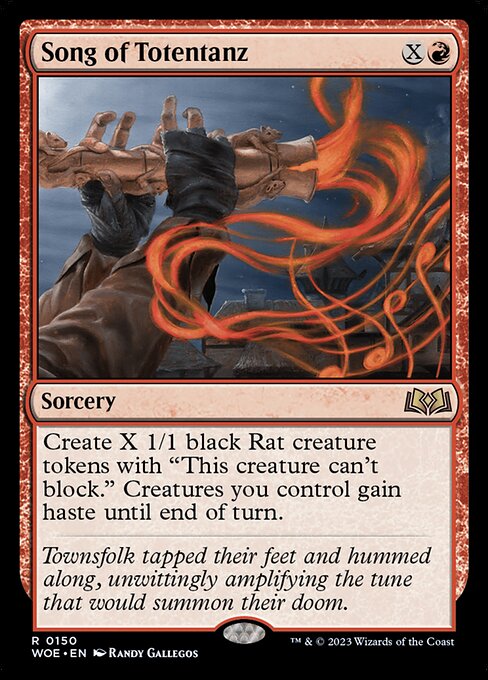 Song of Totentanz X
Sorcery
Create X 1/1 black Rat creature
tokens with “This creature can’t
block.” Creatures you control gain
haste until end of turn.
Townsfolk tapped their feet and hummed
along, unwittingly amplifying the tune
that would summon their doom.
R 0150
WOE • EN Randy Gallegos
™ & © 2023 Wizards of the Coast